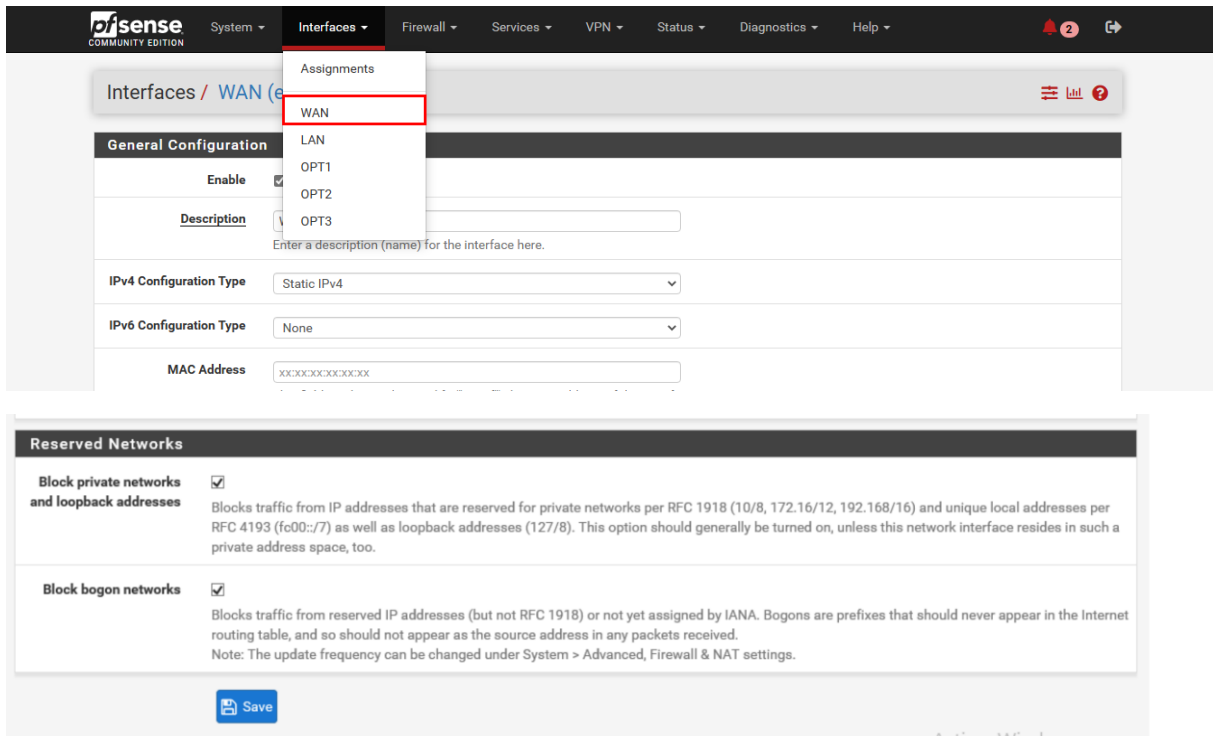 pfsense COMMUNITY EDITION
System Interfaces Firewall Services VPN Status Diagnostics Help 2
Assignments
WAN
LAN
OPT1
OPT2
OPT3
Interfaces / WAN (e
General Configuration
Enable
Description
Enter a description (name) for the interface here.
IPv4 Configuration Type Static IPv4
IPv6 Configuration Type None
MAC Address xx:xx:xx:xx:xx:xx
Reserved Networks
Block private networks
and loopback addresses
Blocks traffic from IP addresses that are reserved for private networks per RFC 1918 (10/8, 172.16/12, 192.168/16) and unique local addresses per
RFC 4193 (fc00::/7) as well as loopback addresses (127/8). This option should generally be turned on, unless this network interface resides in such a
private address space, too.
Block bogon networks
Blocks traffic from reserved IP addresses (but not RFC 1918) or not yet assigned by IANA. Bogons are prefixes that should never appear in the Internet
routing table, and so should not appear as the source address in any packets received.
Note: The update frequency can be changed under System > Advanced, Firewall & NAT settings.
Save